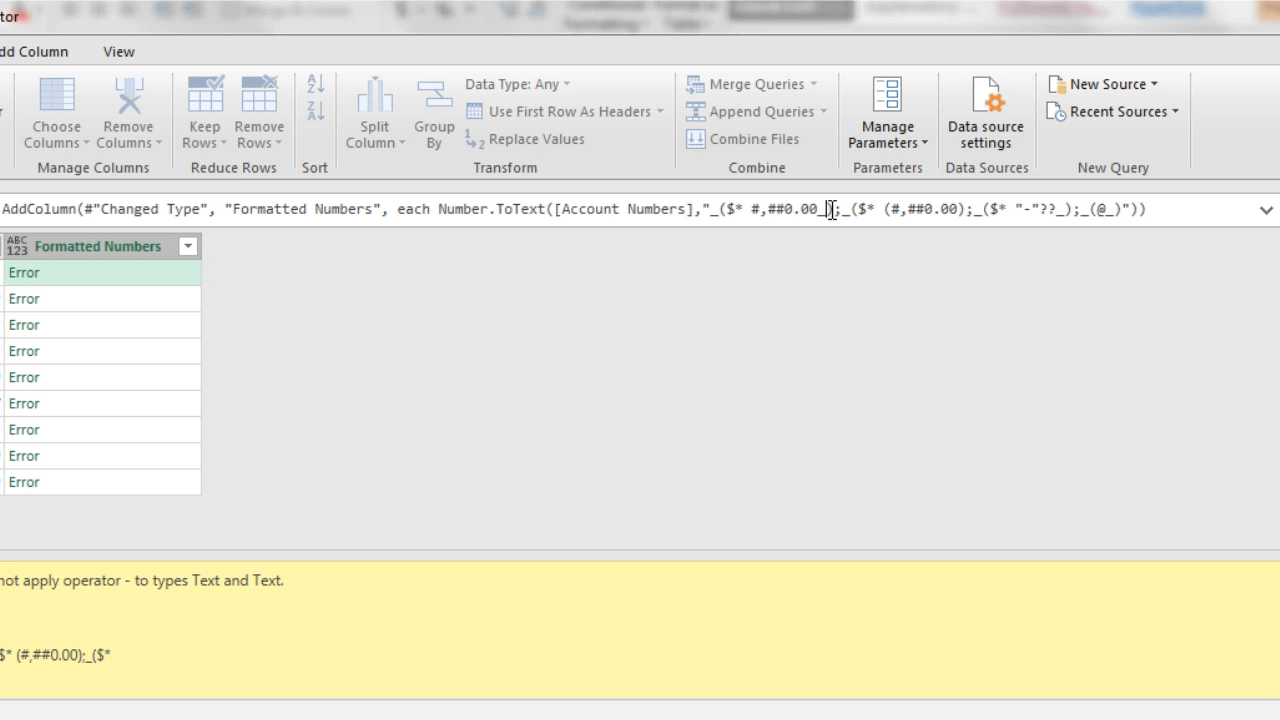 tor
dd Column View
Choose Columns
Remove Columns
Manage Columns
Keep Rows
Remove Rows
Reduce Rows
A Z
Z A
Sort
Split Column
Group By
Data Type: Any
Use First Row As Headers
1 2 Replace Values
Transform
Merge Queries
Append Queries
Combine Files
Combine
Manage Parameters
Parameters
Data source settings
Data Sources
New Source
Recent Sources
New Query
AddColumn(#"Changed Type", "Formatted Numbers", each Number.ToText([Account Numbers],"_($* #,##0.00_);_($* (#,##0.00);_($* "-"??_);_(@_)"))
ABC 123 Formatted Numbers
Error
Error
Error
Error
Error
Error
Error
Error
Error
not apply operator - to types Text and Text.
$* (#,##0.00);_($*